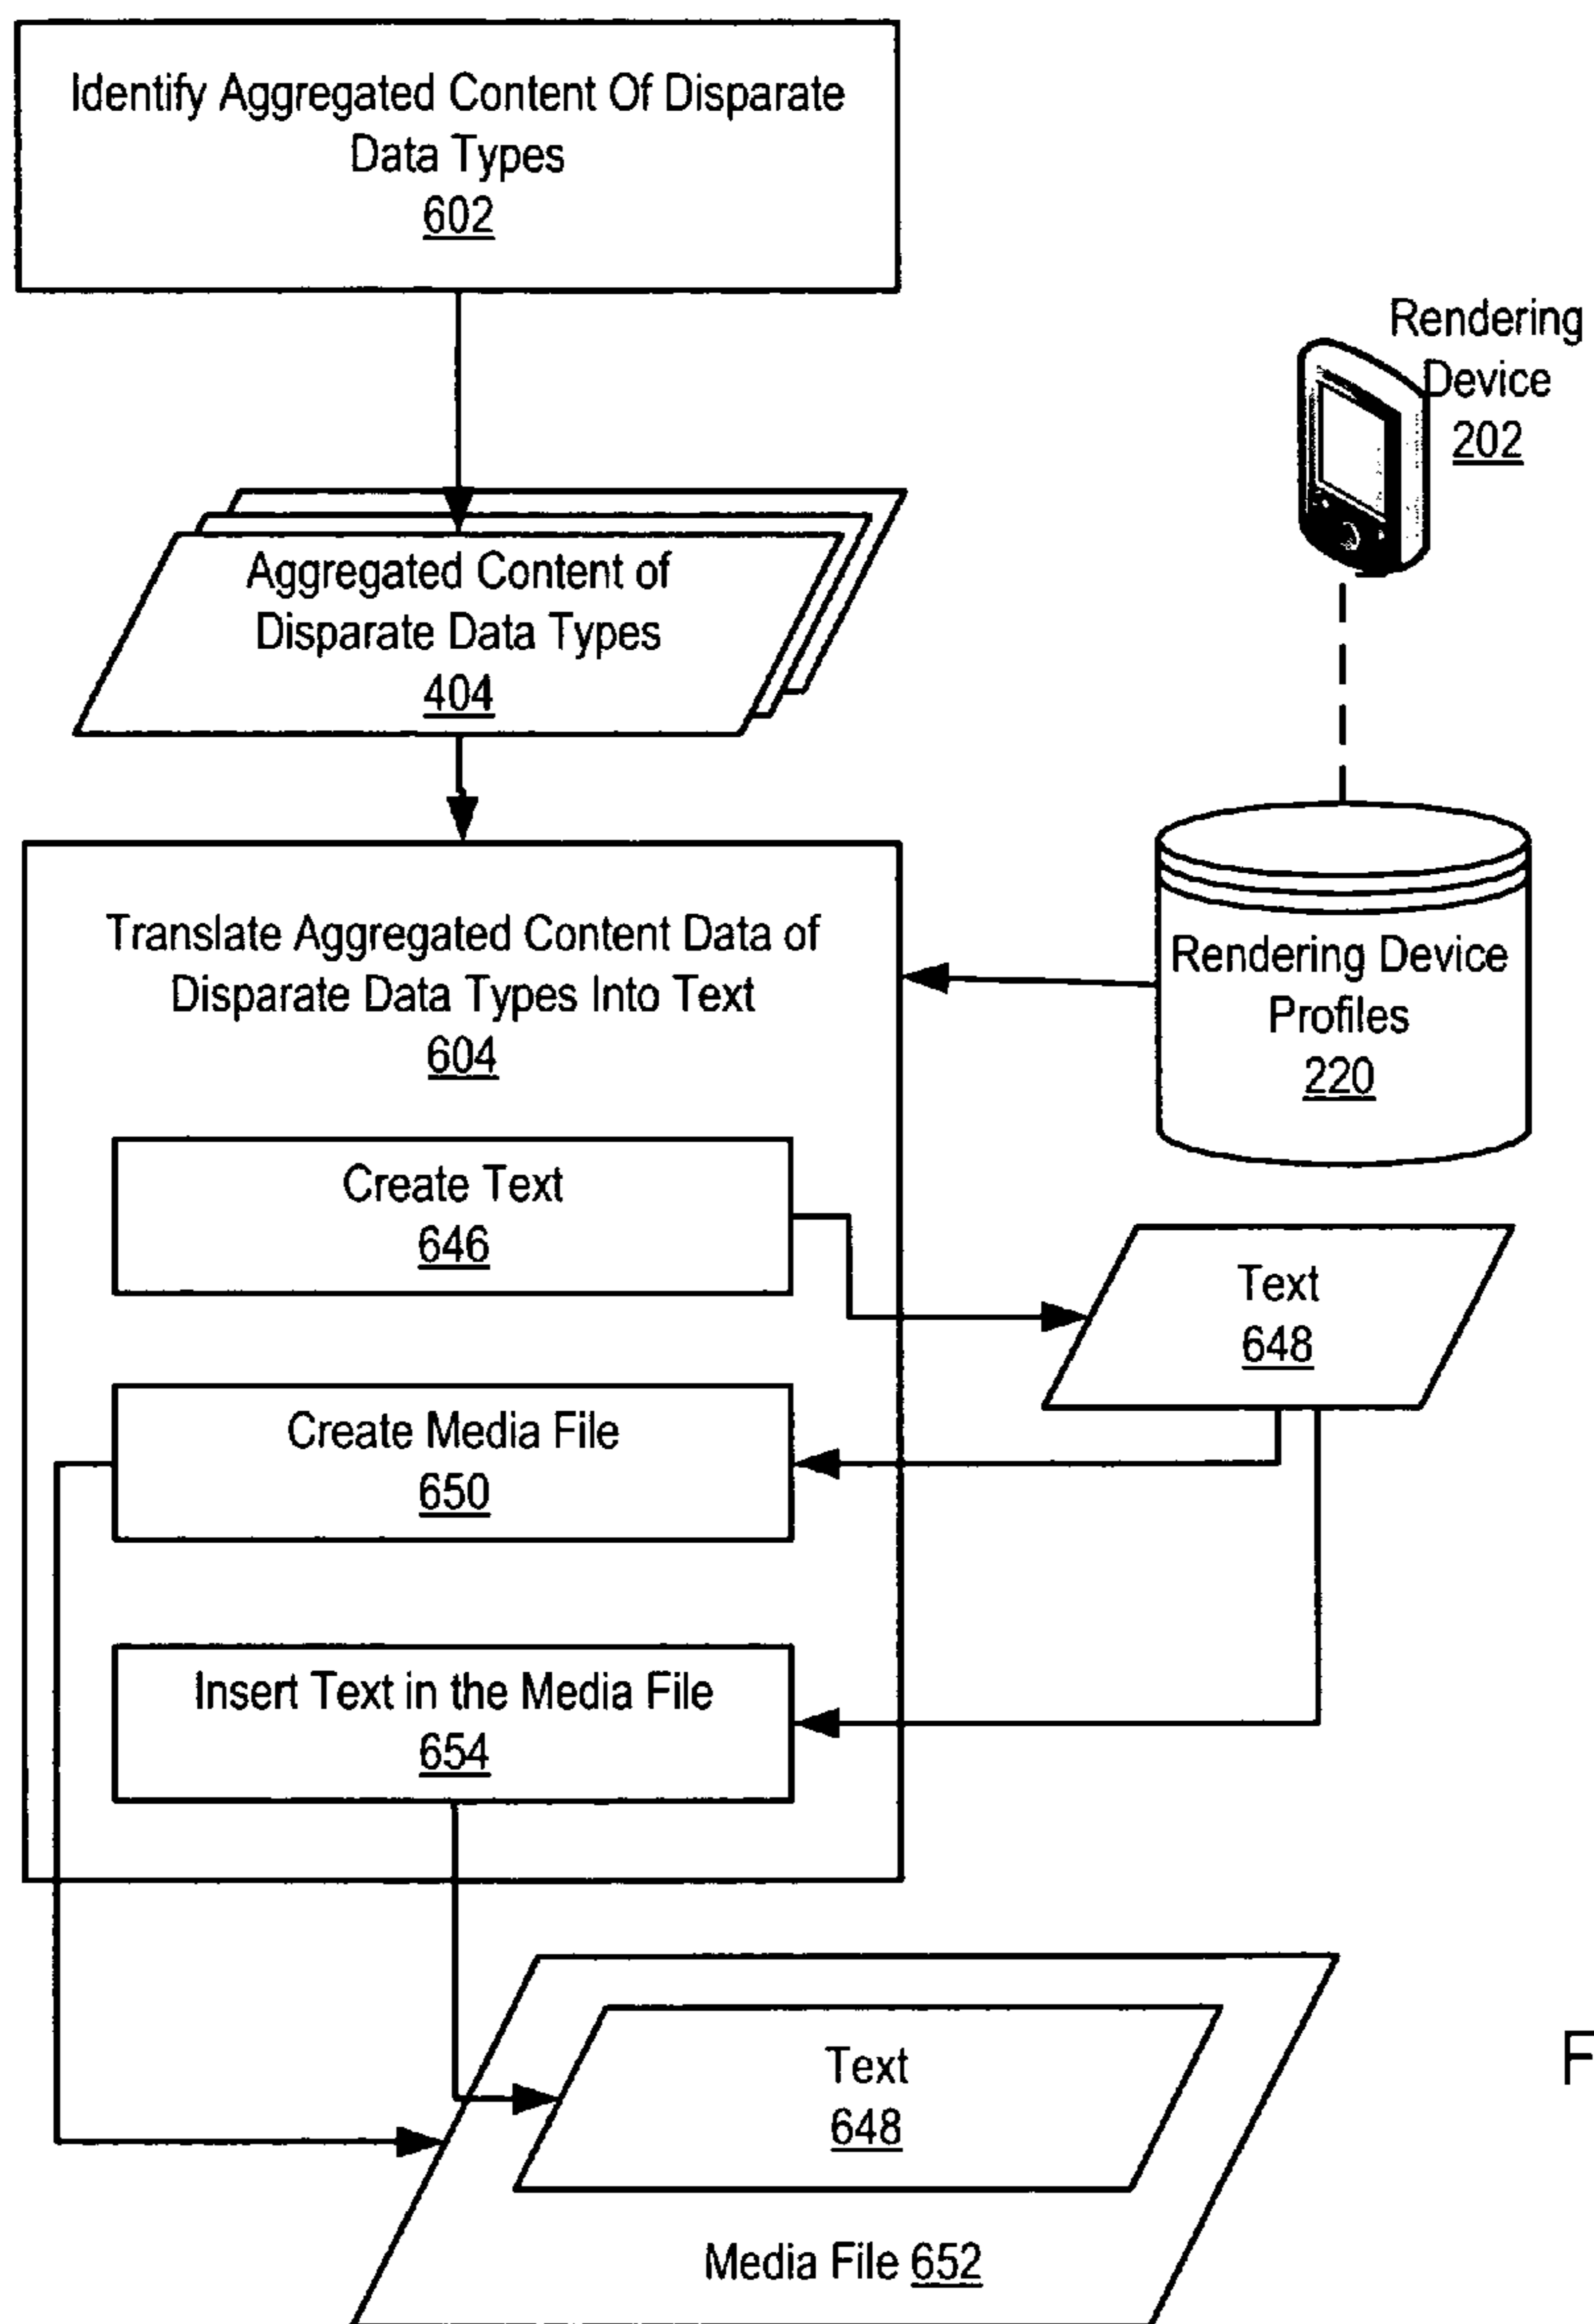 Identify Aggregated Content Of Disparate
Data Types
602
Rendering
Device
202
Aggregated Content of
Disparate Data Types
404
Translate Aggregated Content Data of
Disparate Data Types Into Text
604
Rendering Device
Profiles
220
Create Text
646
Text
648
Create Media File
650
Insert Text in the Media File
654
Text
648
F
Media File 652